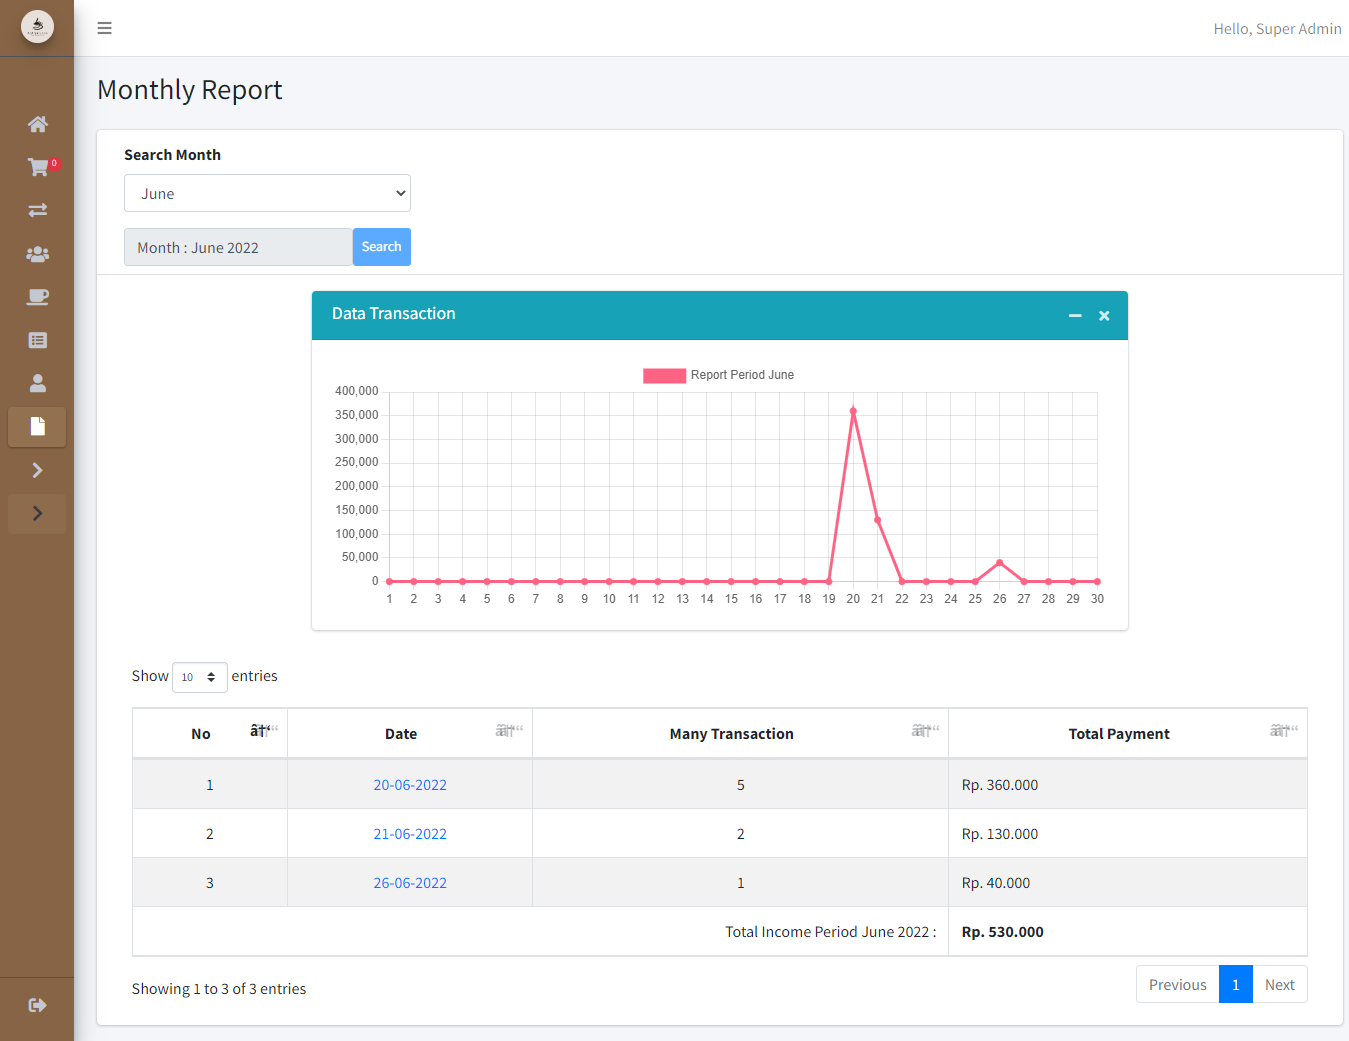 Hello, Super Admin
Monthly Report
0
Search Month
June
Month : June 2022 Search
Data Transaction
Report Period June
400,000
350,000
300,000
250,000
200,000
150,000
100,000
50,000
0
1 2 3 4 5 6 7 8 9 10 11 12 13 14 15 16 17 18 19 20 21 22 23 24 25 26 27 28 29 30
Show 10 entries
No Date Many Transaction Total Payment
1 20-06-2022 5 Rp. 360.000
2 21-06-2022 2 Rp. 130.000
3 26-06-2022 1 Rp. 40.000
Total Income Period June 2022 : Rp. 530.000
Showing 1 to 3 of 3 entries
Previous 1 Next